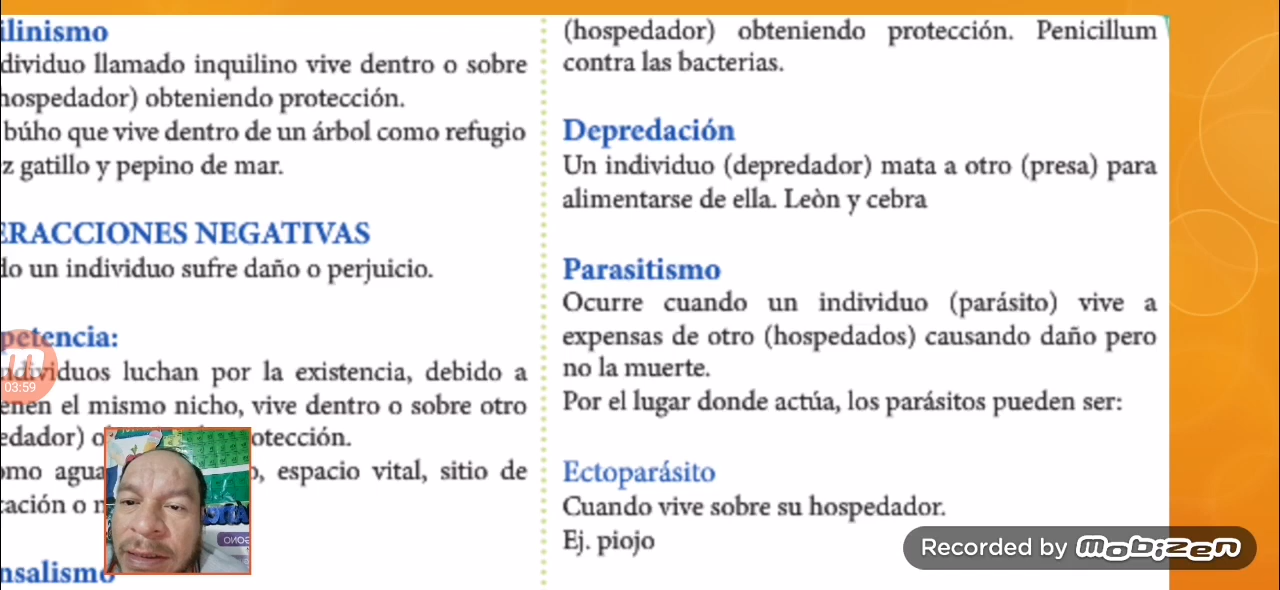 ilinismo
dividuo llamado inquilino vive dentro o sobre
hospedador) obteniendo protección.
búho que vive dentro de un árbol como refugio
z gatillo y pepino de mar.
ERACCIONES NEGATIVAS
do un individuo sufre daño o perjuicio.
petencia:
individuos luchan por la existencia, debido a
enen el mismo nicho, vive dentro o sobre otro
edador) otección.
omo agua espacio vital, sitio de
tación o
nsalismo
03:59
(hospedador) obteniendo protección. Penicillum
contra las bacterias.
Depredación
Un individuo (depredador) mata a otro (presa) para
alimentarse de ella. Leòn y cebra
Parasitismo
Ocurre cuando un individuo (parásito) vive a
expensas de otro (hospedados) causando daño pero
no la muerte.
Por el lugar donde actúa, los parásitos pueden ser:
Ectoparásito
Cuando vive sobre su hospedador.
Ej. piojo
Recorded by mobizen